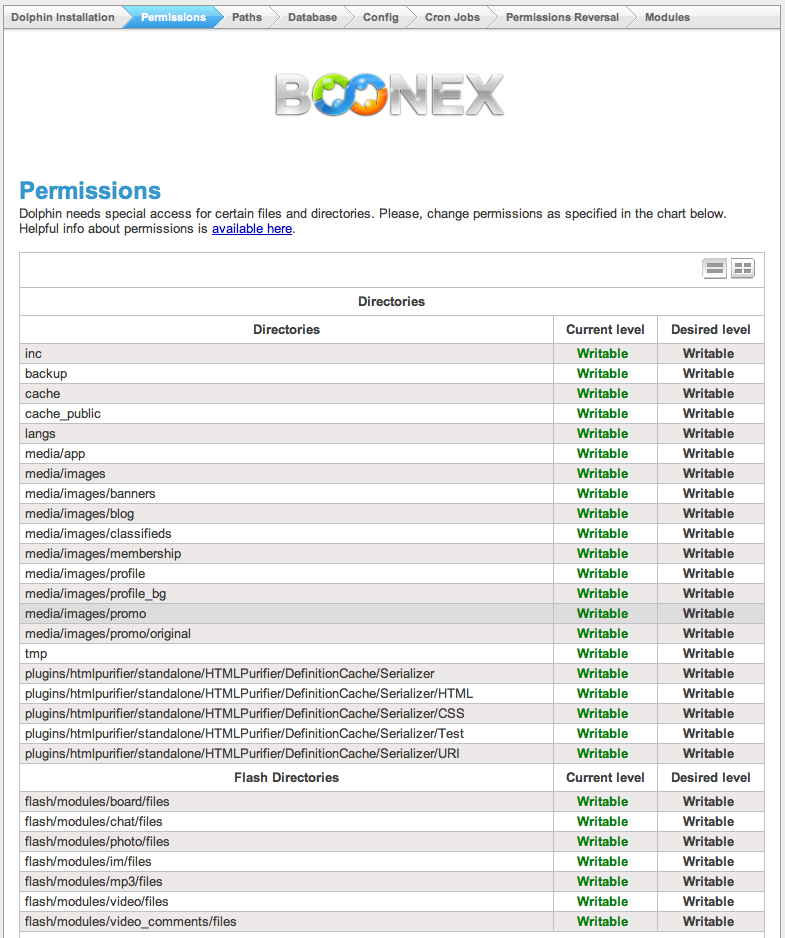 Dolphin Installation Permissions Paths Database Config Cron Jobs Permissions Reversal Modules
BOONEX
Permissions
Dolphin needs special access for certain files and directories. Please, change permissions as specified in the chart below.
Helpful info about permissions is available here.
Directories
Directories Current level Desired level
inc Writable Writable
backup Writable Writable
cache Writable Writable
cache_public Writable Writable
langs Writable Writable
media/app Writable Writable
media/images Writable Writable
media/images/banners Writable Writable
media/images/blog Writable Writable
media/images/classifieds Writable Writable
media/images/membership Writable Writable
media/images/profile Writable Writable
media/images/profile_bg Writable Writable
media/images/promo Writable Writable
media/images/promo/original Writable Writable
tmp Writable Writable
plugins/htmlpurifier/standalone/HTMLPurifier/DefinitionCache/Serializer Writable Writable
plugins/htmlpurifier/standalone/HTMLPurifier/DefinitionCache/Serializer/HTML Writable Writable
plugins/htmlpurifier/standalone/HTMLPurifier/DefinitionCache/Serializer/CSS Writable Writable
plugins/htmlpurifier/standalone/HTMLPurifier/DefinitionCache/Serializer/Test Writable Writable
plugins/htmlpurifier/standalone/HTMLPurifier/DefinitionCache/Serializer/URI Writable Writable
Flash Directories Current level Desired level
flash/modules/board/files Writable Writable
flash/modules/chat/files Writable Writable
flash/modules/photo/files Writable Writable
flash/modules/im/files Writable Writable
flash/modules/mp3/files Writable Writable
flash/modules/video/files Writable Writable
flash/modules/video_comments/files Writable Writable